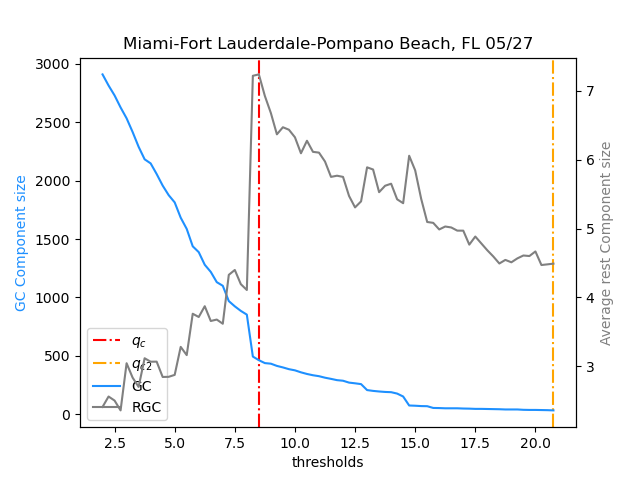 Miami-Fort Lauderdale-Pompano Beach, FL 05/27
3000
2500
2000
1500
1000
500
0
GC Component size
7
6
5
4
3
Average rest Component size
q_c
q_c2
GC
RGC
2.5 5.0 7.5 10.0 12.5 15.0 17.5 20.0
thresholds